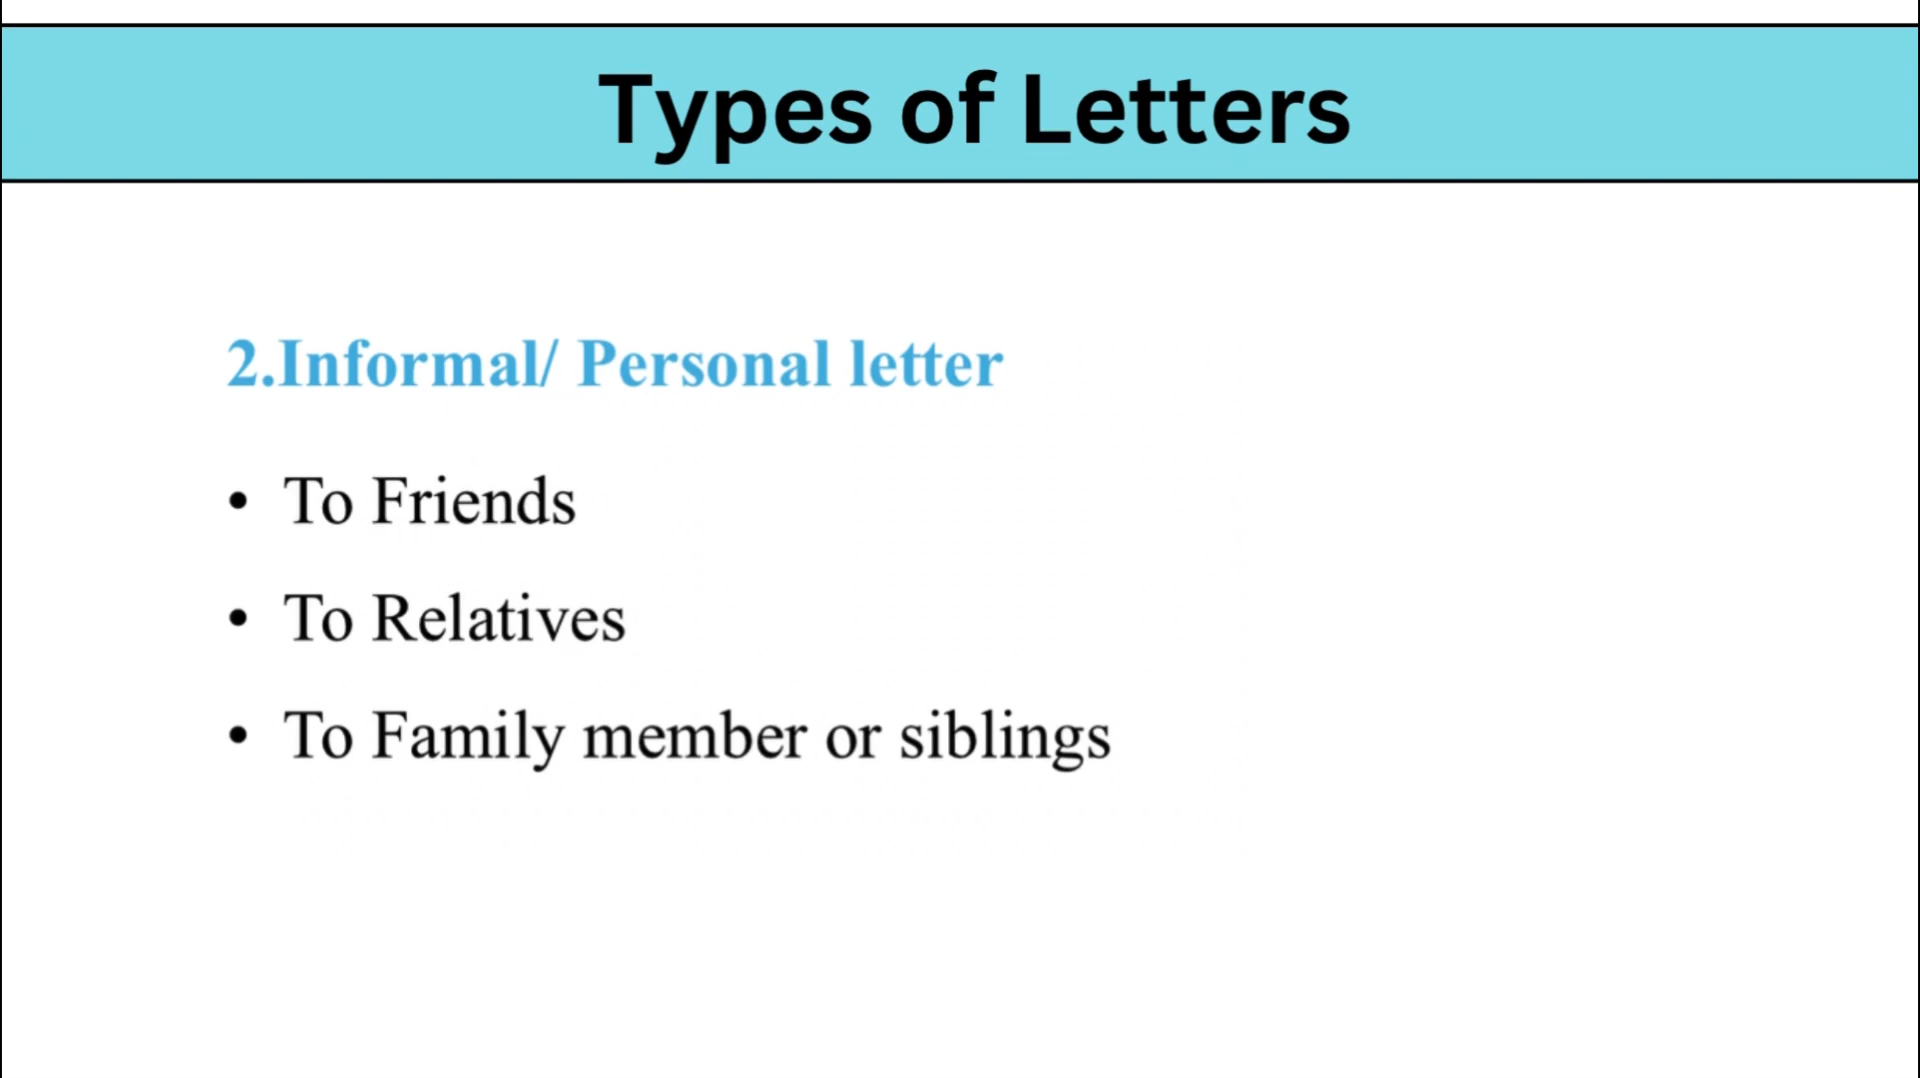 Types of Letters
2.Informal/ Personal letter
• To Friends
• To Relatives
• To Family member or siblings